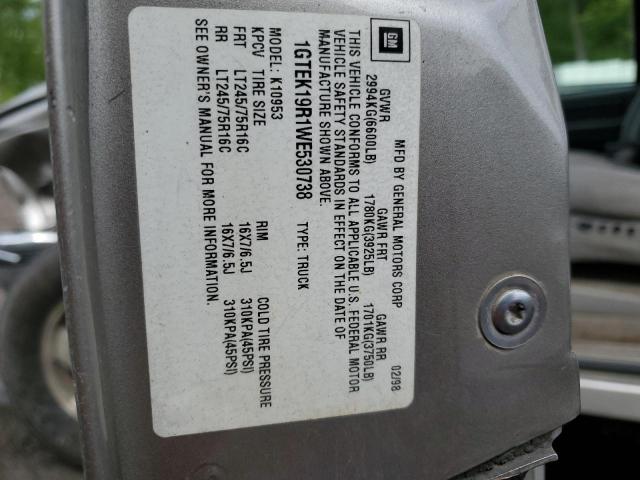 GM
MFD BY GENERAL MOTORS CORP 02/98
GVWR GAWR FRT GAWR RR
2994KG(6600LB) 1780KG(3925LB) 1701KG(3750LB)
THIS VEHICLE CONFORMS TO ALL APPLICABLE U.S. FEDERAL MOTOR
VEHICLE SAFETY STANDARDS IN EFFECT ON THE DATE OF
MANUFACTURE SHOWN ABOVE.
1GTEK19R1WE530738 TYPE: TRUCK
MODEL: K10953
KPCV TIRE SIZE RIM COLD TIRE PRESSURE
FRT LT245/75R16C 16X7/6.5J 310KPA(45PSI)
RR LT245/75R16C 16X7/6.5J 310KPA(45PSI)
SEE OWNER'S MANUAL FOR MORE INFORMATION.